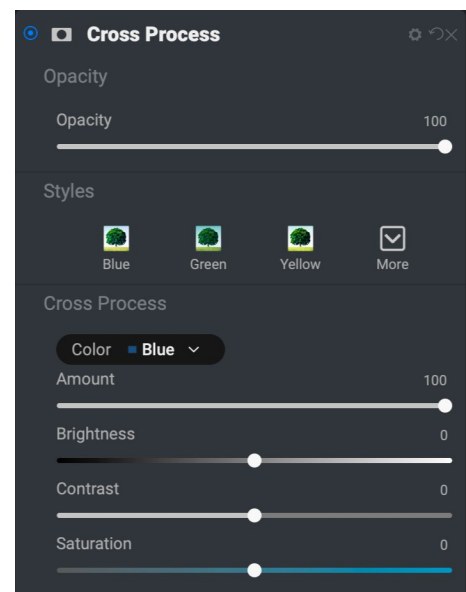 Cross Process
Opacity
Opacity 100
Styles
Blue Green Yellow More
Cross Process
Color Blue
Amount 100
Brightness 0
Contrast 0
Saturation 0